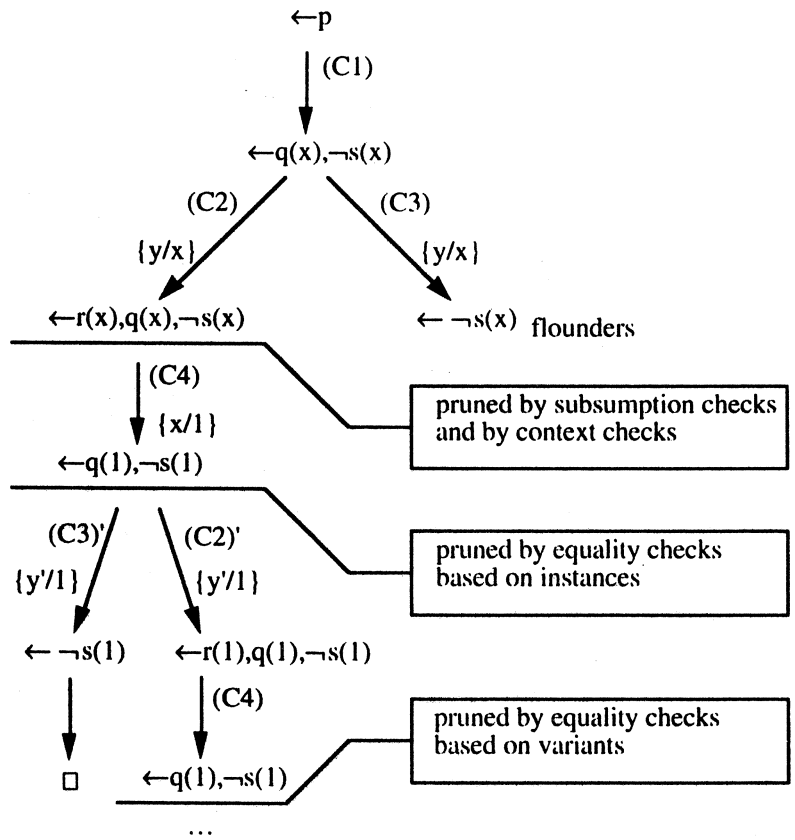 ←p
(C1)
←q(x),¬s(x)
(C2)
(C3)
{y/x}
{y/x}
←r(x),q(x),¬s(x)
← ¬s(x) flounders
(C4)
{x/1}
pruned by subsumption checks
and by context checks
←q(1),¬s(1)
(C3)'
(C2)'
{y'/1}
{y'/1}
pruned by equality checks
based on instances
← ¬s(1)
←r(1),q(1),¬s(1)
(C4)
pruned by equality checks
based on variants
□
←q(1),¬s(1)
...